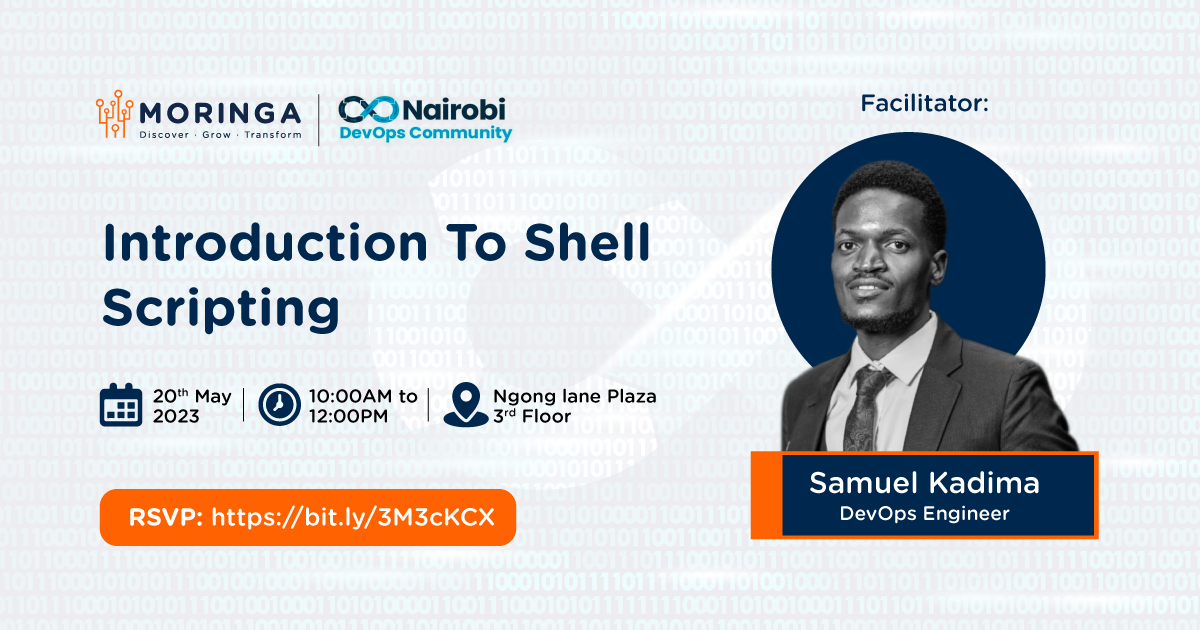 MORINGA
Discover · Grow · Transform
Nairobi
DevOps Community
Facilitator:
Introduction To Shell
Scripting
20th May
2023
10:00AM to
12:00PM
Ngong lane Plaza
3rd Floor
RSVP: https://bit.ly/3M3cKCX
Samuel Kadima
DevOps Engineer